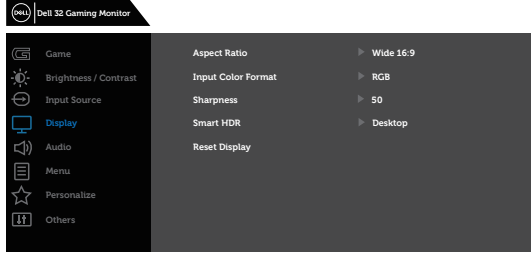 DELL Dell 32 Gaming Monitor
Game
Brightness / Contrast
Input Source
Display
Audio
Menu
Personalize
Others
Aspect Ratio Wide 16:9
Input Color Format RGB
Sharpness 50
Smart HDR Desktop
Reset Display